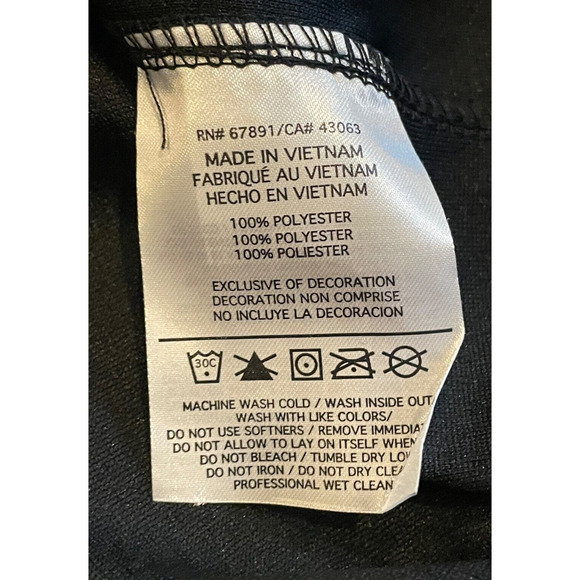 RN# 67891/CA# 43063
MADE IN VIETNAM
FABRIQUÉ AU VIETNAM
HECHO EN VIETNAM
100% POLYESTER
100% POLYESTER
100% POLIESTER
EXCLUSIVE OF DECORATION
DECORATION NON COMPRISE
NO INCLUYE LA DECORACION
30C
MACHINE WASH COLD / WASH INSIDE OUT
WASH WITH LIKE COLORS/
DO NOT USE SOFTNERS / REMOVE
DO NOT ALLOW TO LAY ON ITSELF WHEN
DO NOT BLEACH / TUMBLE DRY
DO NOT IRON / DO NOT DRY
PROFESSIONAL WET CLEAN